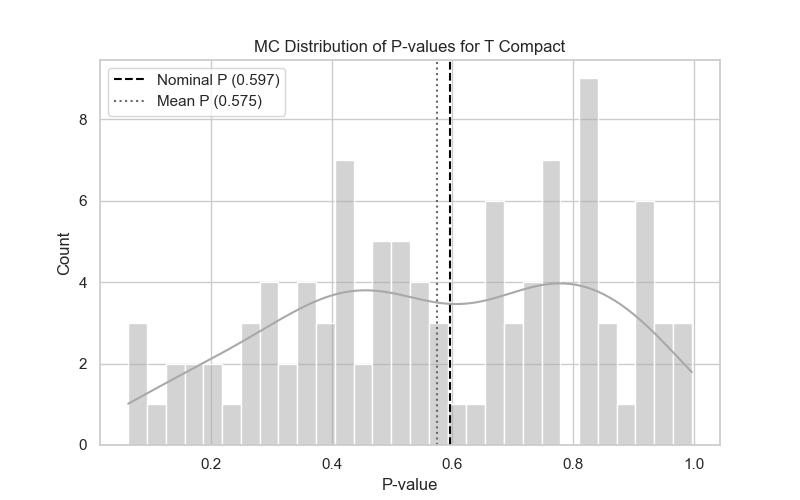 MC Distribution of P-values for T Compact
Nominal P (0.597)
Mean P (0.575)
Count
8
6
4
2
0
0.2 0.4 0.6 0.8 1.0
P-value